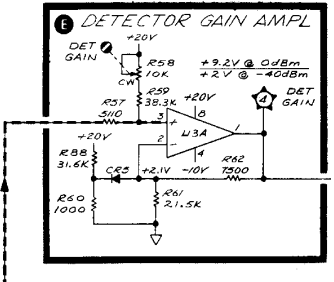 E DETECTOR GAIN AMPL
+20V
DET
GAIN
R58
10K
CW
+9.2V @ 0dBm
+2V @ -40dBm
R59
38.3K
4
DET
GAIN
R57
5110
+20V
3
+
8
1
U3A
2
-
4
+20V
-10V
R88
31.6K
CR5
+2.1V
R62
7500
R60
1000
R61
21.5K